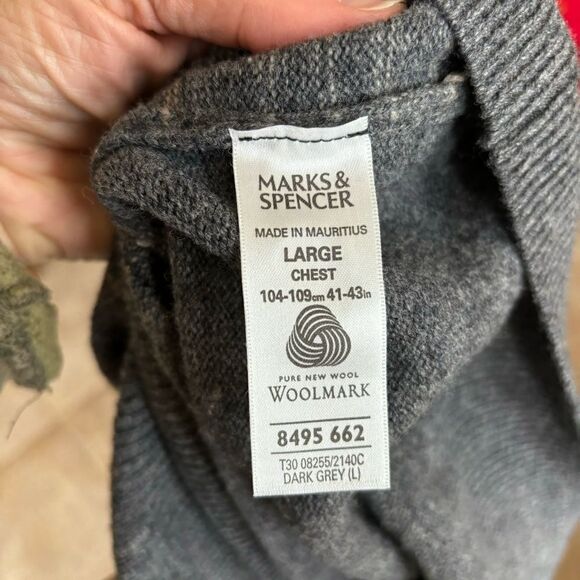 MARKS &
SPENCER
MADE IN MAURITIUS
LARGE
CHEST
104-109cm 41-43in
PURE NEW WOOL
WOOLMARK
8495 662
T30 08255/2140C
DARK GREY (L)